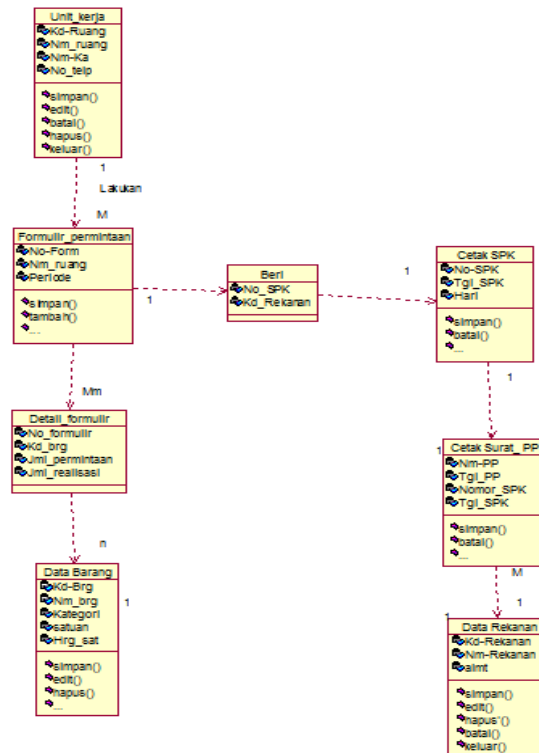 Unit_kerja
Kd-Ruang
Nm_ruang
Nm-Ka
No_telp
simpan()
edit()
batal()
hapus()
keluar()
1
Lakukan
M
Formulir_permintaan
No-Form
Nm_ruang
Periode
simpan()
tambah()
....
1
Beri
No_SPK
Kd_Rekanan
1
Cetak SPK
No-SPK
Tgl_SPK
Hari
simpan()
batal()
...
1
Mm
Detail_formulir
No_formulir
Kd_brg
Jml_permintaan
Jml_realisasi
1
Cetak Surat_PP
Nm-PP
Tgl_PP
Nomor_SPK
Tgl_SPK
simpan()
batal()
...
n
Data Barang
Kd-Brg
Nm_brg
Kategori
satuan
Hrg_sat
simpan()
edit()
hapus()
...
1
M
1
1
Data Rekanan
Kd-Rekanan
Nm-Rekanan
almt
simpan()
edit()
hapus'()
batal()
keluar()